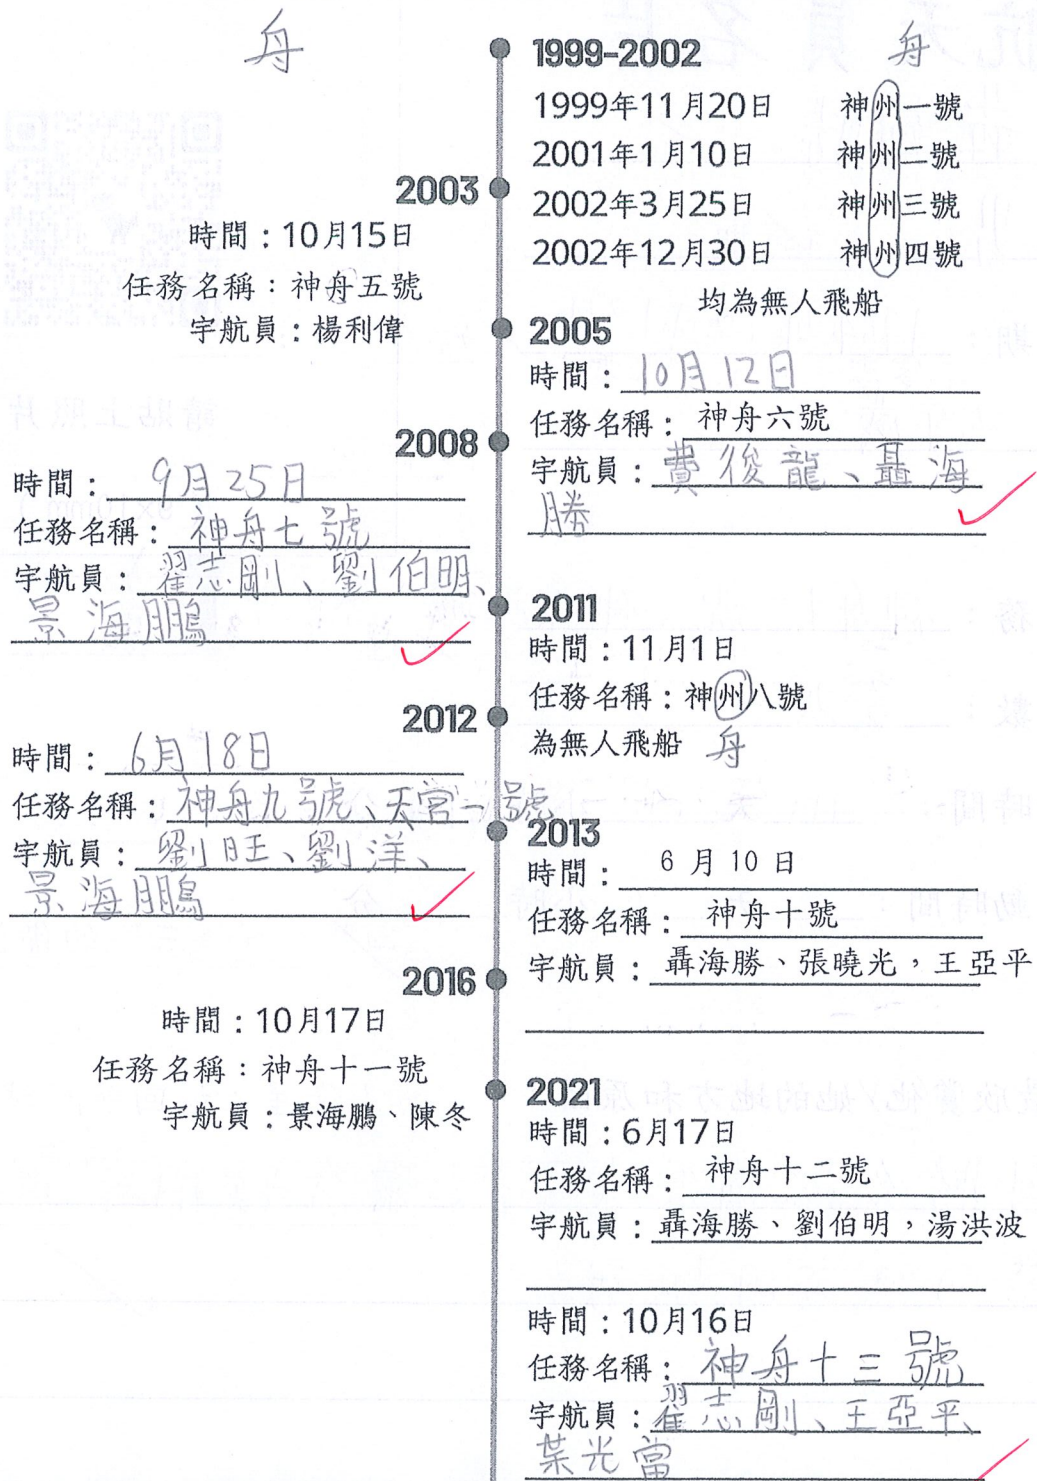 舟
1999-2002
舟
1999年11月20日 神州一號
2001年1月10日 神州二號
2002年3月25日 神州三號
2002年12月30日 神州四號
均為無人飛船
2003
時間：10月15日
任務名稱：神舟五號
宇航員：楊利偉
2005
時間：10月12日
任務名稱：神舟六號
宇航員：費後龍、聶海
勝
2008
時間：9月25日
任務名稱：神舟七號
宇航員：翟志剛、劉伯明、
景海鵬
2011
時間：11月1日
任務名稱：神州八號
為無人飛船 舟
2012
時間：6月18日
任務名稱：神舟九號、天宮一號
宇航員：劉旺、劉洋、
景海鵬
2013
時間：6月10日
任務名稱：神舟十號
宇航員：聶海勝、張曉光，王亞平
2016
時間：10月17日
任務名稱：神舟十一號
宇航員：景海鵬、陳冬
2021
時間：6月17日
任務名稱：神舟十二號
宇航員：聶海勝、劉伯明，湯洪波
時間：10月16日
任務名稱：神舟十三號
宇航員：翟志剛、王亞平、
葉光當